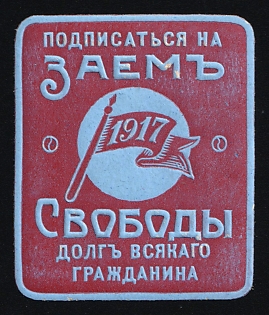 ПОДПИСАТЬСЯ НА
ЗАЕМЪ
1917
СВОБОДЫ
ДОЛГЪ ВСЯКАГО
ГРАЖДАНИНА